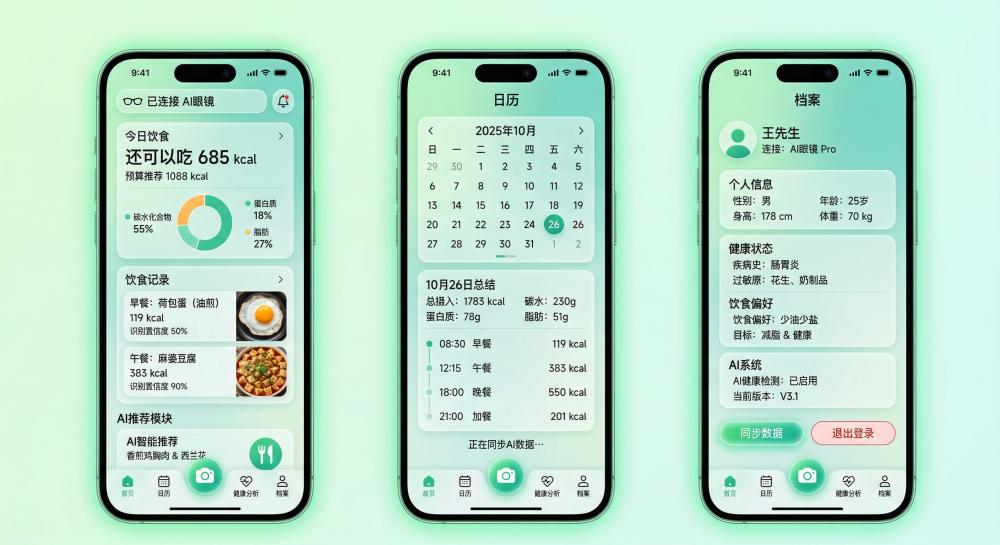 9:41
已连接 AI眼镜
今日饮食
还可以吃 685 kcal
预算推荐 1088 kcal
碳水化合物
55%
蛋白质
18%
脂肪
27%
饮食记录
早餐：荷包蛋（油煎）
119 kcal
识别置信度 50%
午餐：麻婆豆腐
383 kcal
识别置信度 90%
AI推荐模块
AI智能推荐
香煎鸡胸肉 & 西兰花
首页
日历
健康分析
档案
9:41
日历
2025年10月
日 一 二 三 四 五 六
29 30 1 2 3 4 5
6 7 8 9 10 11 12
13 14 15 16 17 18 19
20 21 22 23 24 26 26
27 28 29 30 31 1 2
10月26日总结
总摄入：1783 kcal 碳水：230g
蛋白质：78g 脂肪：51g
08:30 早餐 119 kcal
12:15 午餐 383 kcal
18:00 晚餐 550 kcal
21:00 加餐 201 kcal
正在同步AI数据···
首页
日历
健康分析
档案
9:41
档案
王先生
连接：AI眼镜 Pro
个人信息
性别：男 年龄：25岁
身高：178 cm 体重：70 kg
健康状态
疾病史：肠胃炎
过敏原：花生、奶制品
饮食偏好
饮食偏好：少油少盐
目标：减脂 & 健康
AI系统
AI健康检测：已启用
当前版本：V3.1
同步数据
退出登录
首页
日历
健康分析
档案